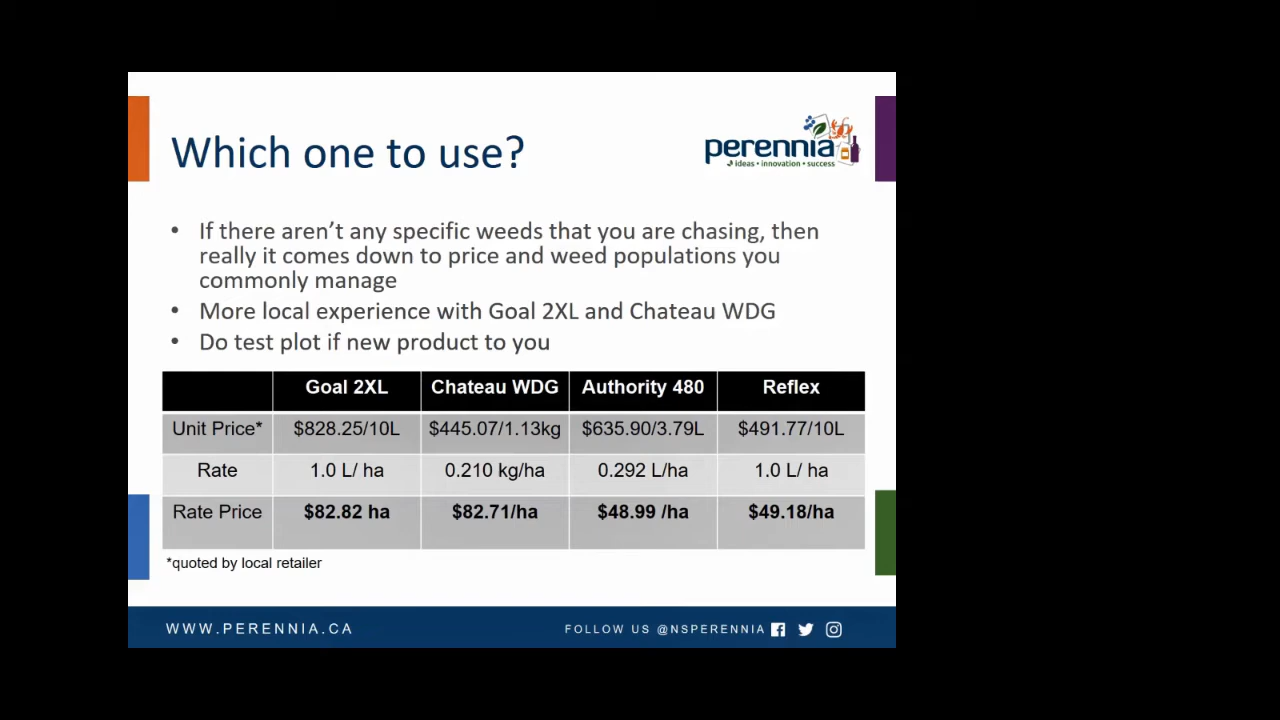 Which one to use?
perennia
ideas • innovation • success
• If there aren't any specific weeds that you are chasing, then
really it comes down to price and weed populations you
commonly manage
• More local experience with Goal 2XL and Chateau WDG
• Do test plot if new product to you
Goal 2XL Chateau WDG Authority 480 Reflex
Unit Price* $828.25/10L $445.07/1.13kg $635.90/3.79L $491.77/10L
Rate 1.0 L/ ha 0.210 kg/ha 0.292 L/ha 1.0 L/ ha
Rate Price $82.82 ha $82.71/ha $48.99 /ha $49.18/ha
*quoted by local retailer
WWW.PERENNIA.CA FOLLOW US @NSPERENNIA